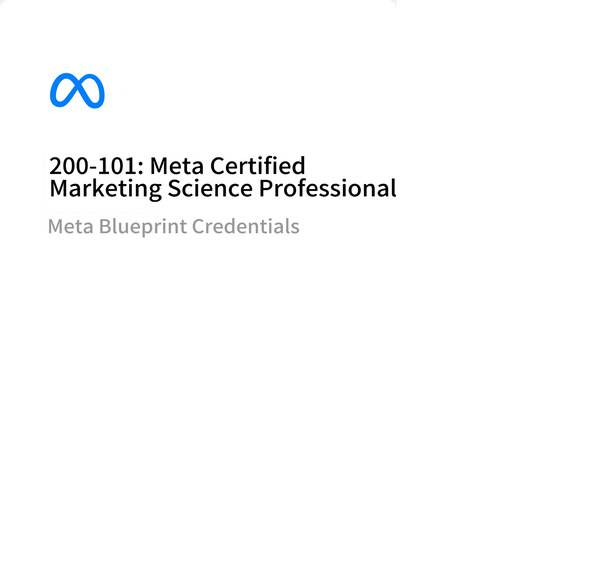 200-101: Meta Certified
Marketing Science Professional
Meta Blueprint Credentials